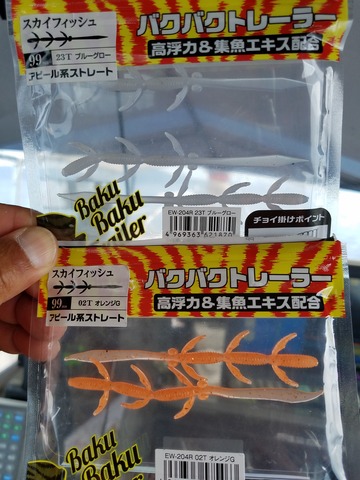 スカイフィッシュ
99mm
23T ブルーグロー
アピール系ストレート
バクバクトレーラー
高浮力&集魚エキス配合
Baku
Baku
Trailer
EW-204R 23T ブルーグロー
4 969363 621820
チョイ掛けポイント
スカイフィッシュ
99mm
02T オレンジG
アピール系ストレート
バクバクトレーラー
高浮力&集魚エキス配合
Baku
Baku
EW-204R 02T オレンジG